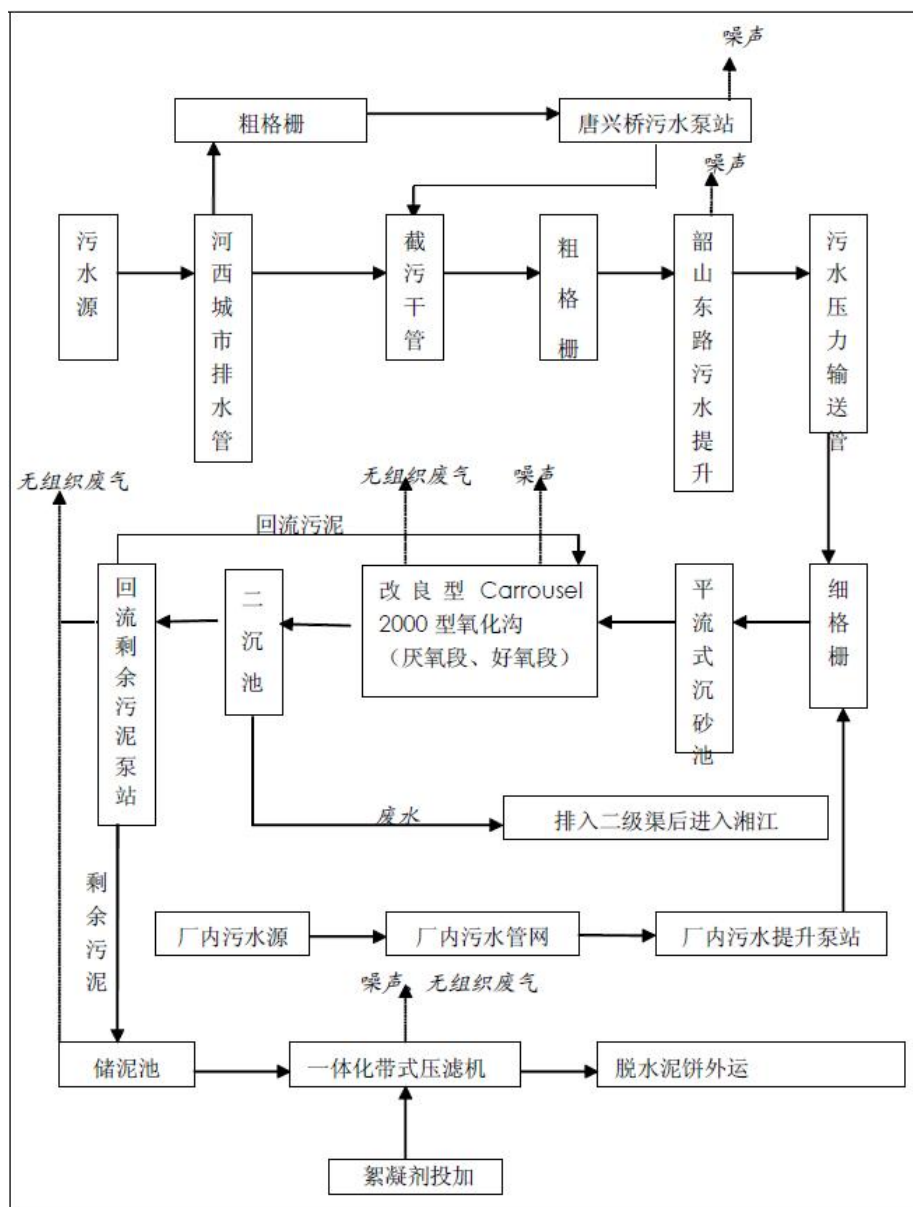 噪声
粗格栅
唐兴桥污水泵站
噪声
污水源
河西城市排水管
截污干管
粗格栅
韶山东路污水提升
污水压力输送管
无组织废气
无组织废气
噪声
回流污泥
回流剩余污泥泵站
二沉池
改良型 Carrousel
2000 型氧化沟
（厌氧段、好氧段）
平流式沉砂池
细格栅
废水
排入二级渠后进入湘江
剩余污泥
厂内污水源
厂内污水管网
厂内污水提升泵站
噪声、无组织废气
储泥池
一体化带式压滤机
脱水泥饼外运
絮凝剂投加